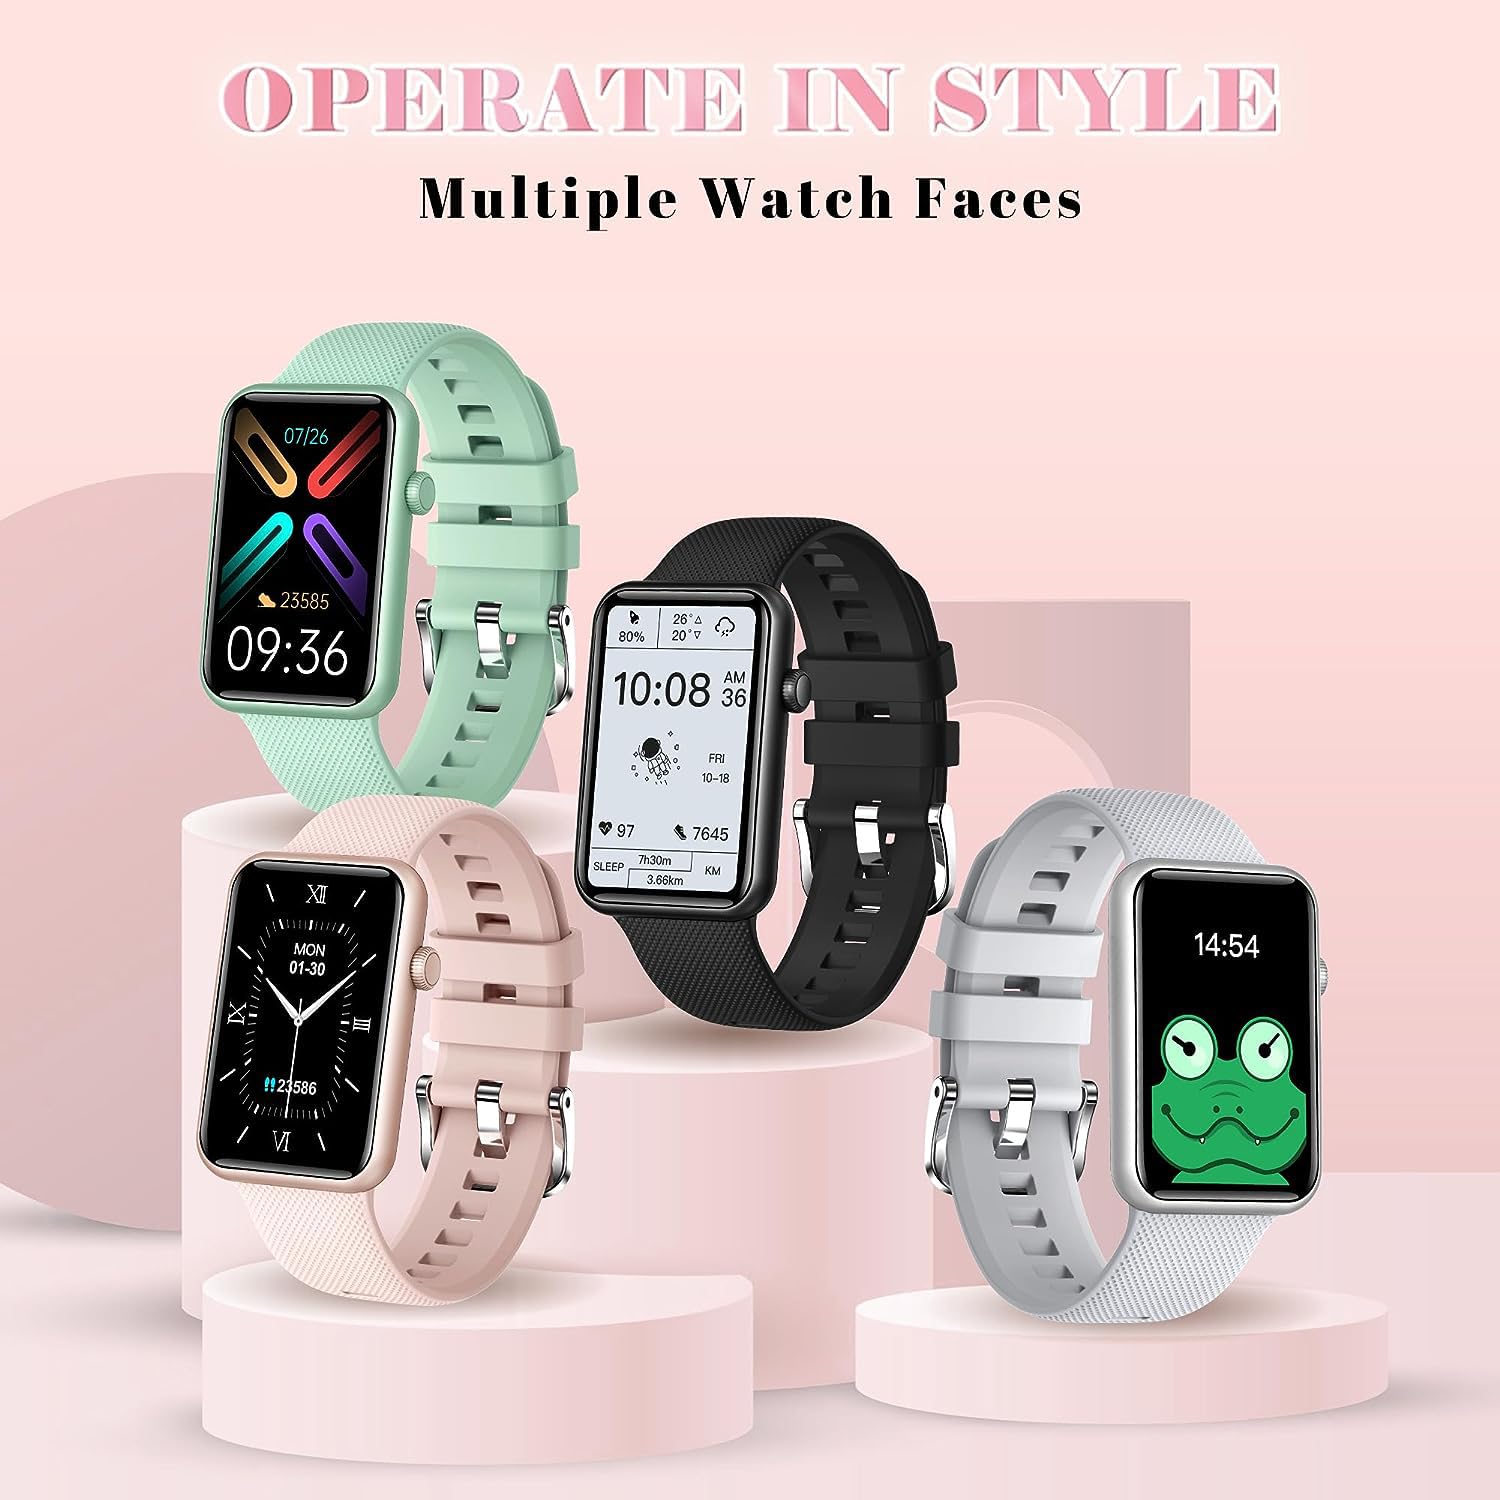 OPERATE IN STYLE
Multiple Watch Faces
07/26
23585
09:36
80%
26°
20°
10:08 AM
36
FRI
10-18
97
7645
SLEEP
7h30m
3.66km
KM
XII
MON
01-30
IX
III
23586
VI
14:54